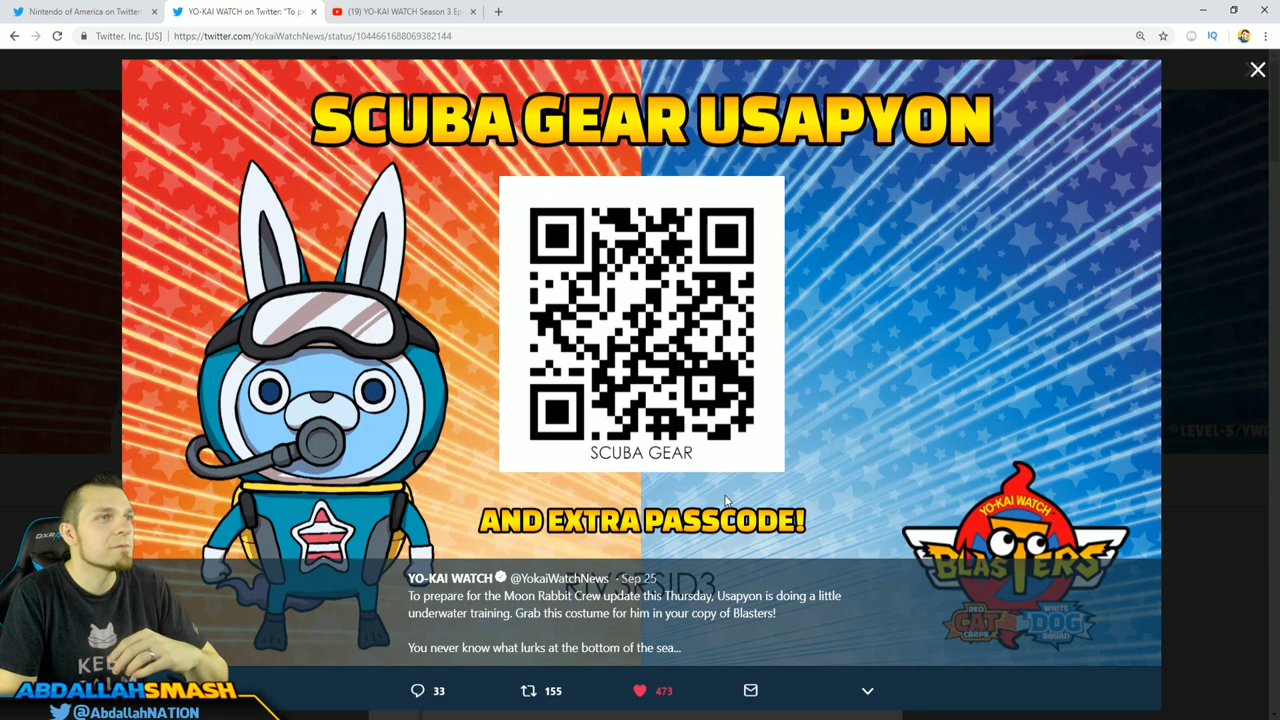 Nintendo of America on Twitter:
YO-KAI WATCH on Twitter: "To p
(19) YO-KAI WATCH Season 3 Ep
Twitter, Inc. [US]
https://twitter.com/YokaiWatchNews/status/1044661688069382144
SCUBA GEAR USAPYON
SCUBA GEAR
AND EXTRA PASSCODE!
YO-KAI WATCH
BLASTERS
RED CAT CORPS
WHITE DOG SQUAD
YO-KAI WATCH @YokaiWatchNews · Sep 25
To prepare for the Moon Rabbit Crew update this Thursday, Usapyon is doing a little
underwater training. Grab this costume for him in your copy of Blasters!
You never know what lurks at the bottom of the sea...
33
155
473
ABDALLAHSMASH
@AbdallahNATION